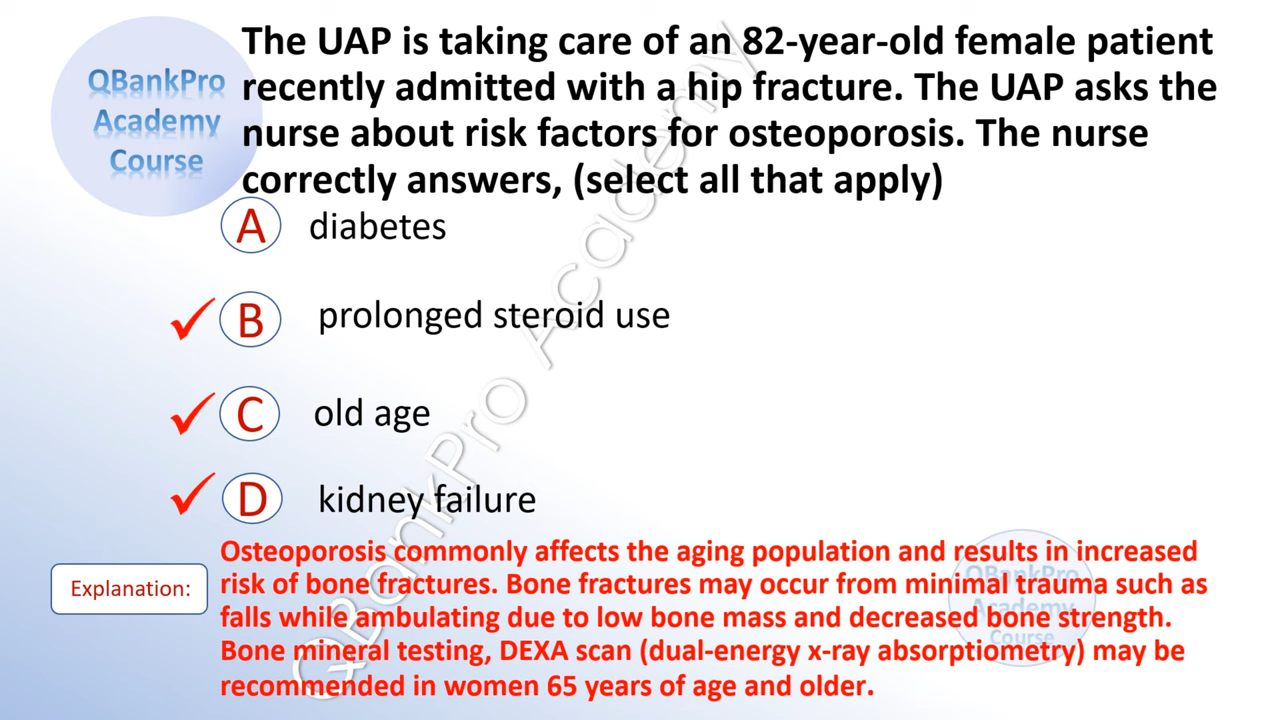 The UAP is taking care of an 82-year-old female patient
recently admitted with a hip fracture. The UAP asks the
nurse about risk factors for osteoporosis. The nurse
correctly answers, (select all that apply)
QBankPro
Academy
Course
A diabetes
B prolonged steroid use
C old age
D kidney failure
Explanation:
Osteoporosis commonly affects the aging population and results in increased
risk of bone fractures. Bone fractures may occur from minimal trauma such as
falls while ambulating due to low bone mass and decreased bone strength.
Bone mineral testing, DEXA scan (dual-energy x-ray absorptiometry) may be
recommended in women 65 years of age and older.
QBankPro
Academy
Course
QBankPro Academy